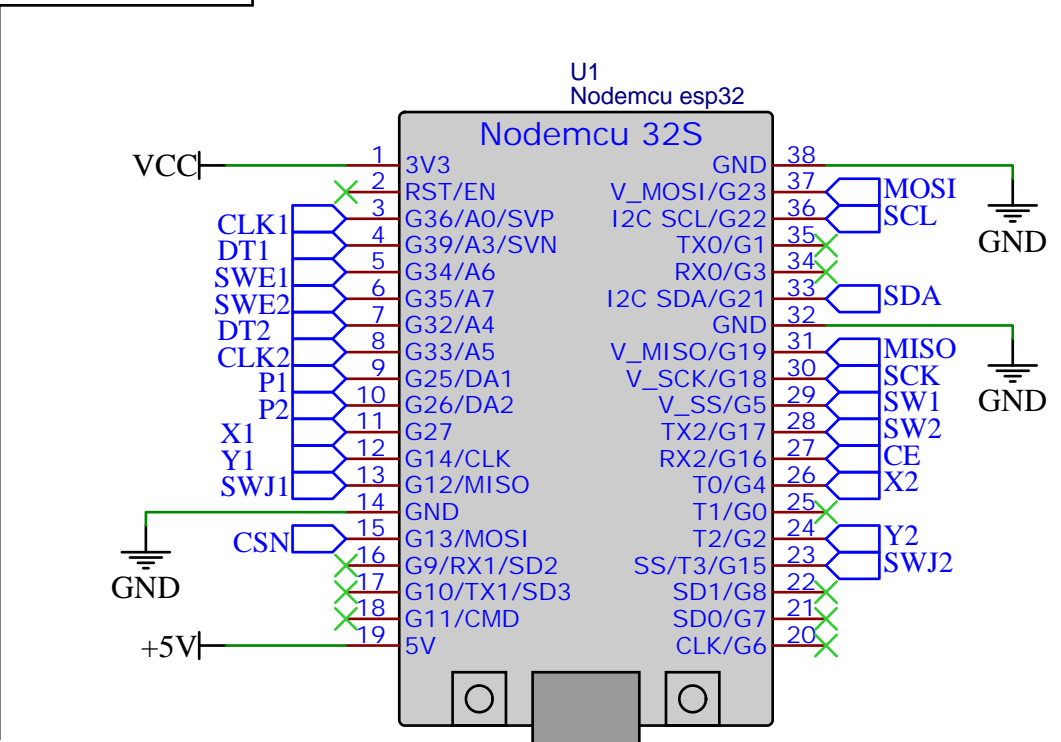 U1
Nodemcu esp32
Nodemcu 32S
VCC 1 3V3
2 RST/EN
CLK1 3 G36/A0/SVP
DT1 4 G39/A3/SVN
SWE1 5 G34/A6
SWE2 6 G35/A7
DT2 7 G32/A4
CLK2 8 G33/A5
P1 9 G25/DA1
P2 10 G26/DA2
X1 11 G27
Y1 12 G14/CLK
SWJ1 13 G12/MISO
14 GND
GND
CSN 15 G13/MOSI
16 G9/RX1/SD2
17 G10/TX1/SD3
18 G11/CMD
+5V 19 5V
GND 38
GND
V_MOSI/G23 37 MOSI
I2C SCL/G22 36 SCL
TX0/G1 35
RX0/G3 34
I2C SDA/G21 33 SDA
GND 32
GND
V_MISO/G19 31 MISO
V_SCK/G18 30 SCK
V_SS/G5 29 SW1
TX2/G17 28 SW2
RX2/G16 27 CE
T0/G4 26 X2
T1/G0 25
T2/G2 24 Y2
SS/T3/G15 23 SWJ2
SD1/G8 22
SD0/G7 21
CLK/G6 20